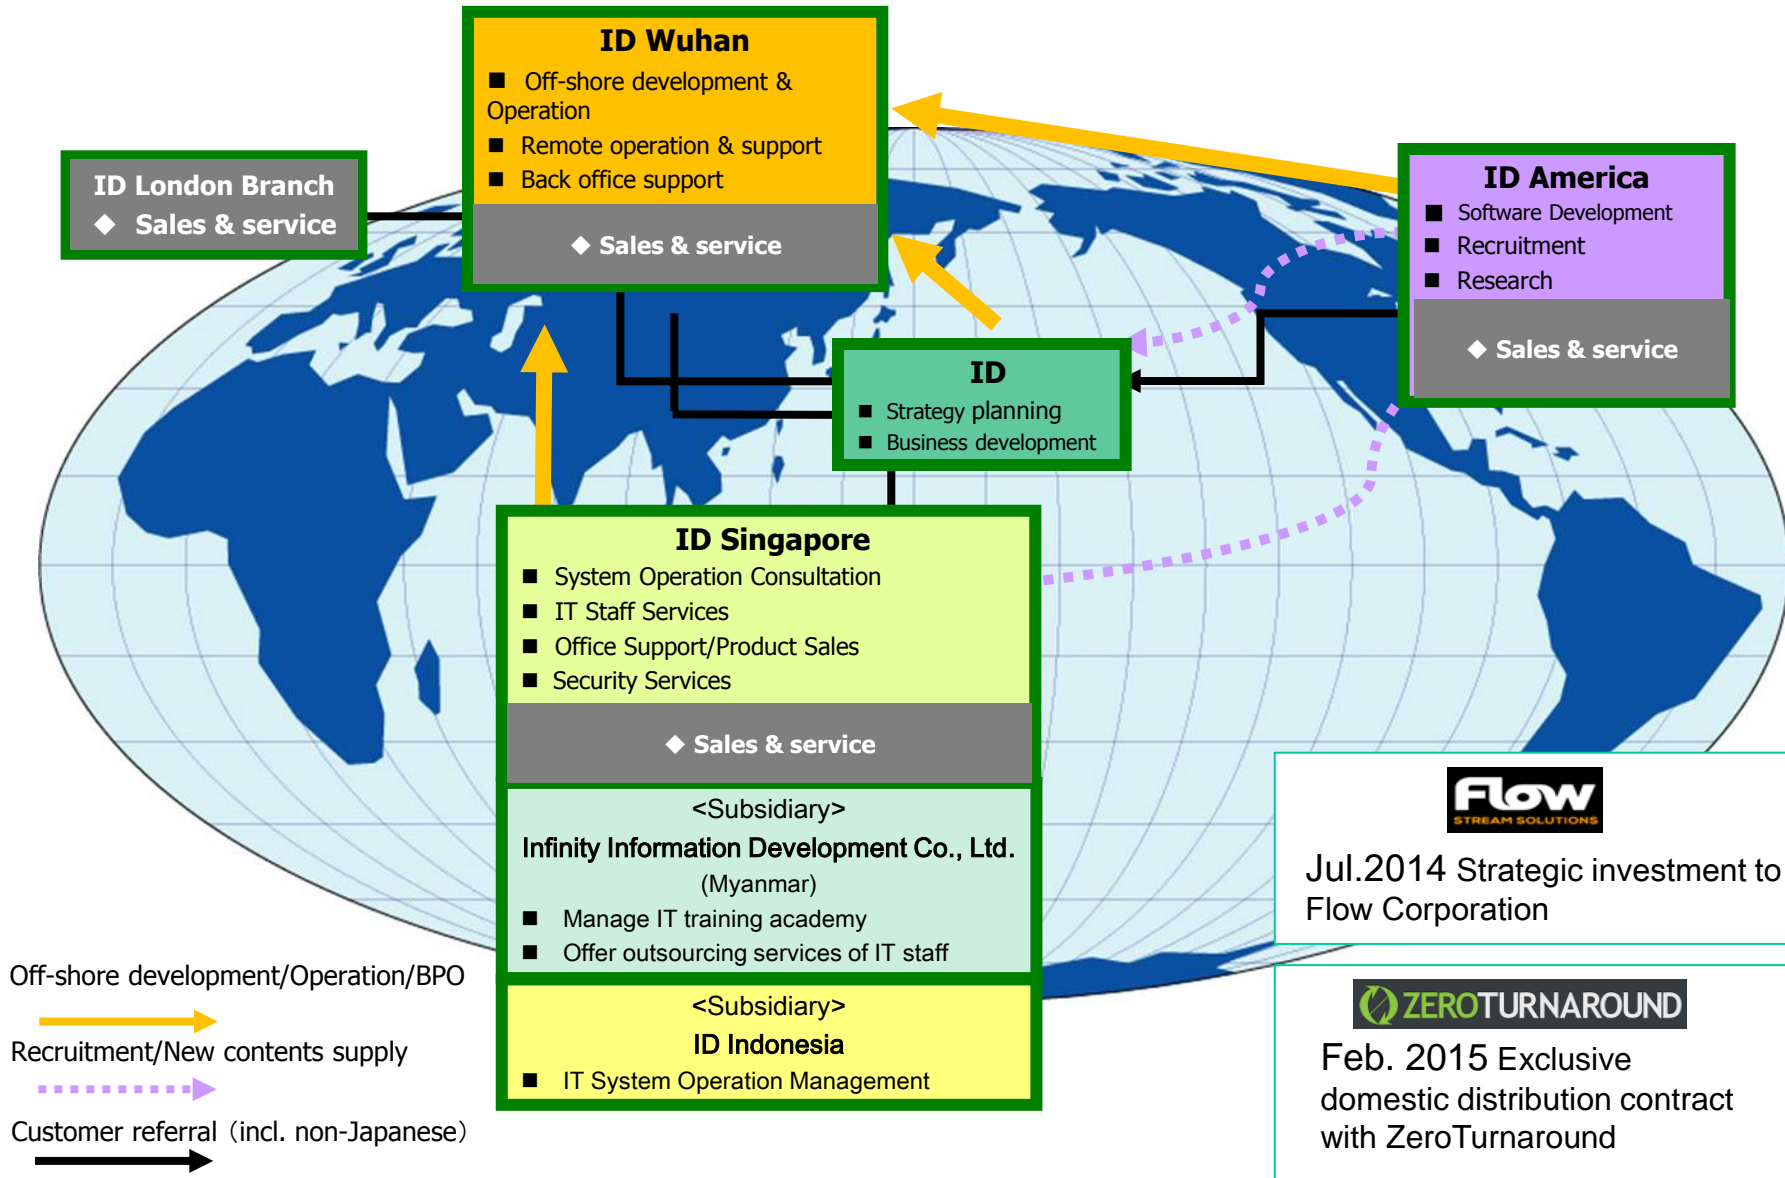 ID Wuhan
■ Off-shore development &
Operation
■ Remote operation & support
■ Back office support
◆ Sales & service
ID London Branch
◆ Sales & service
ID America
■ Software Development
■ Recruitment
■ Research
◆ Sales & service
ID
■ Strategy planning
■ Business development
ID Singapore
■ System Operation Consultation
■ IT Staff Services
■ Office Support/Product Sales
■ Security Services
◆ Sales & service
<Subsidiary>
Infinity Information Development Co., Ltd.
(Myanmar)
■ Manage IT training academy
■ Offer outsourcing services of IT staff
<Subsidiary>
ID Indonesia
■ IT System Operation Management
Off-shore development/Operation/BPO
Recruitment/New contents supply
Customer referral（incl. non-Japanese）
FLOW
STREAM SOLUTIONS
Jul.2014 Strategic investment to
Flow Corporation
ZEROTURNAROUND
Feb. 2015 Exclusive
domestic distribution contract
with ZeroTurnaround